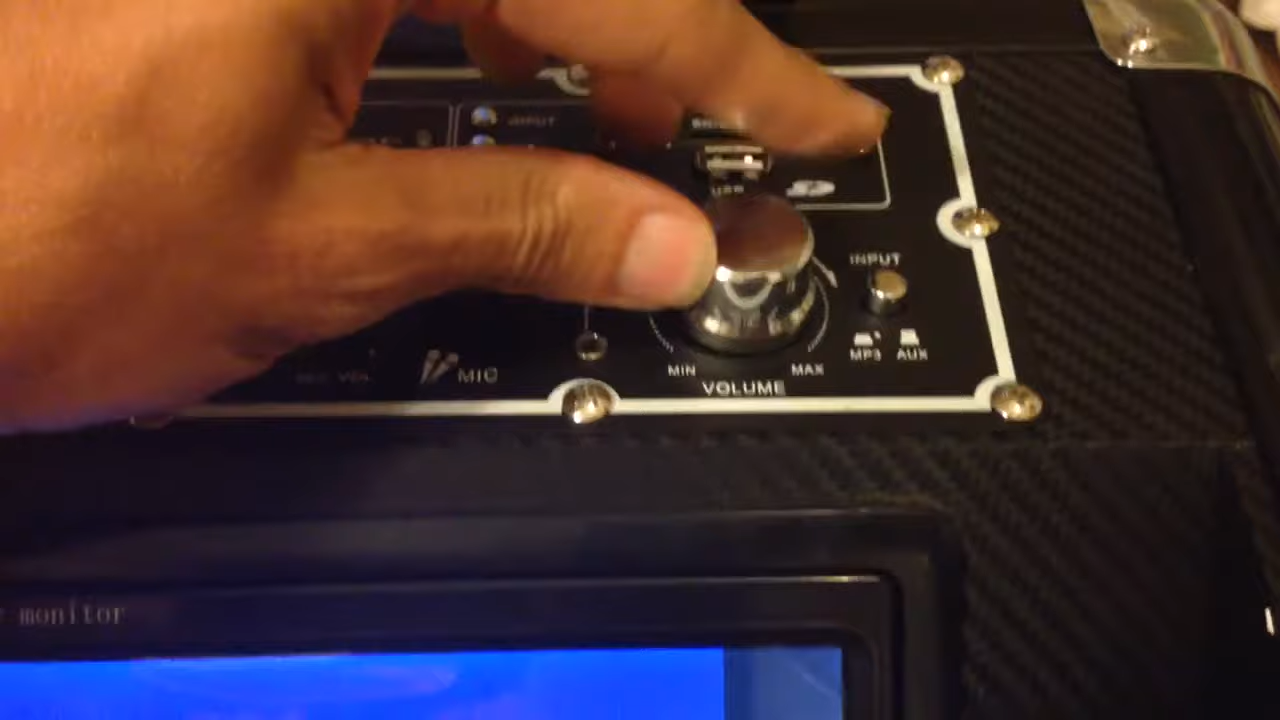 INPUT
USB
INPUT
MP3 AUX
MIC
MIN MAX
VOLUME
monitor